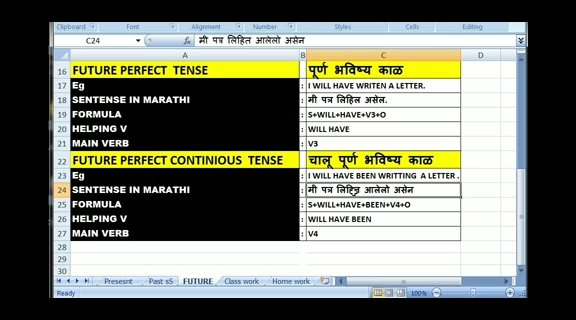 Clipboard Font Alignment Number Styles Cells Editing
C24 fx मी पत्र लिहित आलेलो असेन
A B C D
16 FUTURE PERFECT TENSE पूर्ण भविष्य काळ
17 Eg : I WILL HAVE WRITEN A LETTER.
18 SENTENSE IN MARATHI : मी पत्र लिहिल असेल.
19 FORMULA : S+WILL+HAVE+V3+O
20 HELPING V : WILL HAVE
21 MAIN VERB : V3
22 FUTURE PERFECT CONTINIOUS TENSE चालू पूर्ण भविष्य काळ
23 Eg : I WILL HAVE BEEN WRITTING A LETTER .
24 SENTENSE IN MARATHI : मी पत्र लिहित आलेलो असेन
25 FORMULA : S+WILL+HAVE+BEEN+V4+O
26 HELPING V : WILL HAVE BEEN
27 MAIN VERB : V4
28
29
30
Presesnt Past sS FUTURE Class work Home work
Ready 100%